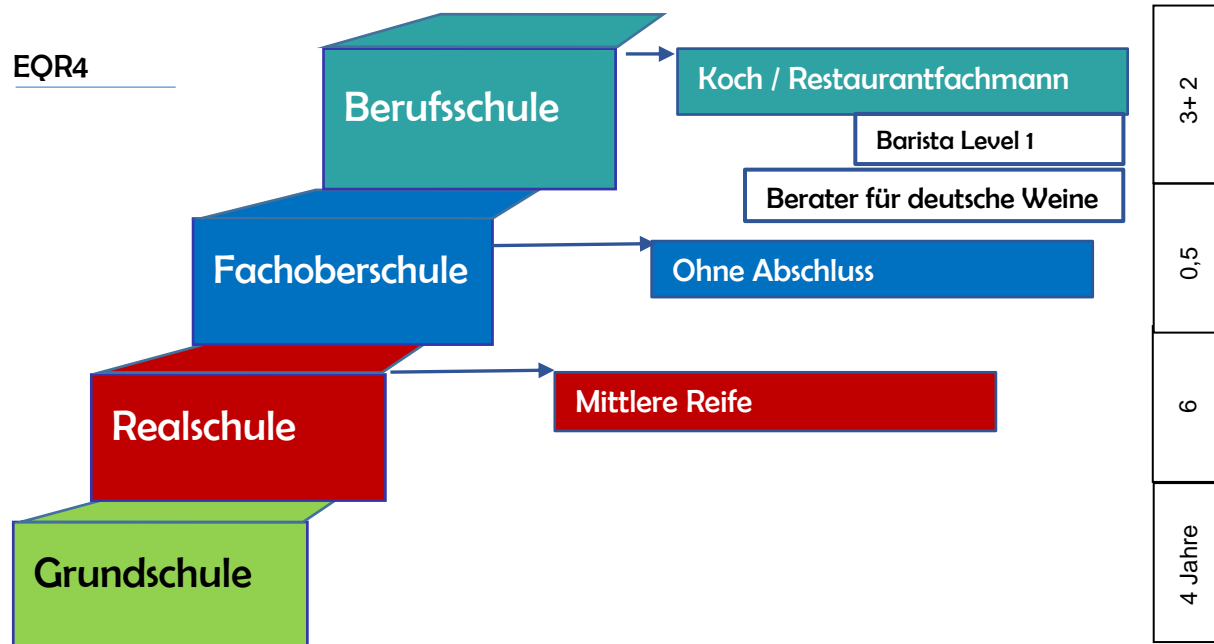 EQR4
Berufsschule
Koch / Restaurantfachmann
Barista Level 1
Berater für deutsche Weine
3+ 2
Fachoberschule
Ohne Abschluss
0,5
Realschule
Mittlere Reife
6
Grundschule
4 Jahre